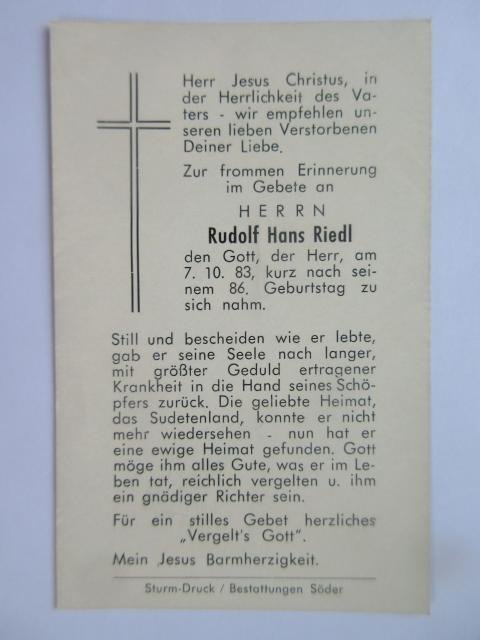 Herr Jesus Christus, in
der Herrlichkeit des Va-
ters - wir empfehlen un-
seren lieben Verstorbenen
Deiner Liebe.
Zur frommen Erinnerung
im Gebete an
HERRN
Rudolf Hans Riedl
den Gott, der Herr, am
7. 10. 83, kurz nach sei-
nem 86. Geburtstag zu
sich nahm.
Still und bescheiden wie er lebte,
gab er seine Seele nach langer,
mit größter Geduld ertragener
Krankheit in die Hand seines Schö-
pfers zurück. Die geliebte Heimat,
das Sudetenland, konnte er nicht
mehr wiedersehen - nun hat er
eine ewige Heimat gefunden. Gott
möge ihm alles Gute, was er im Le-
ben tat, reichlich vergelten u. ihm
ein gnädiger Richter sein.
Für ein stilles Gebet herzliches
„Vergelt's Gott".
Mein Jesus Barmherzigkeit.
Sturm-Druck / Bestattungen Söder